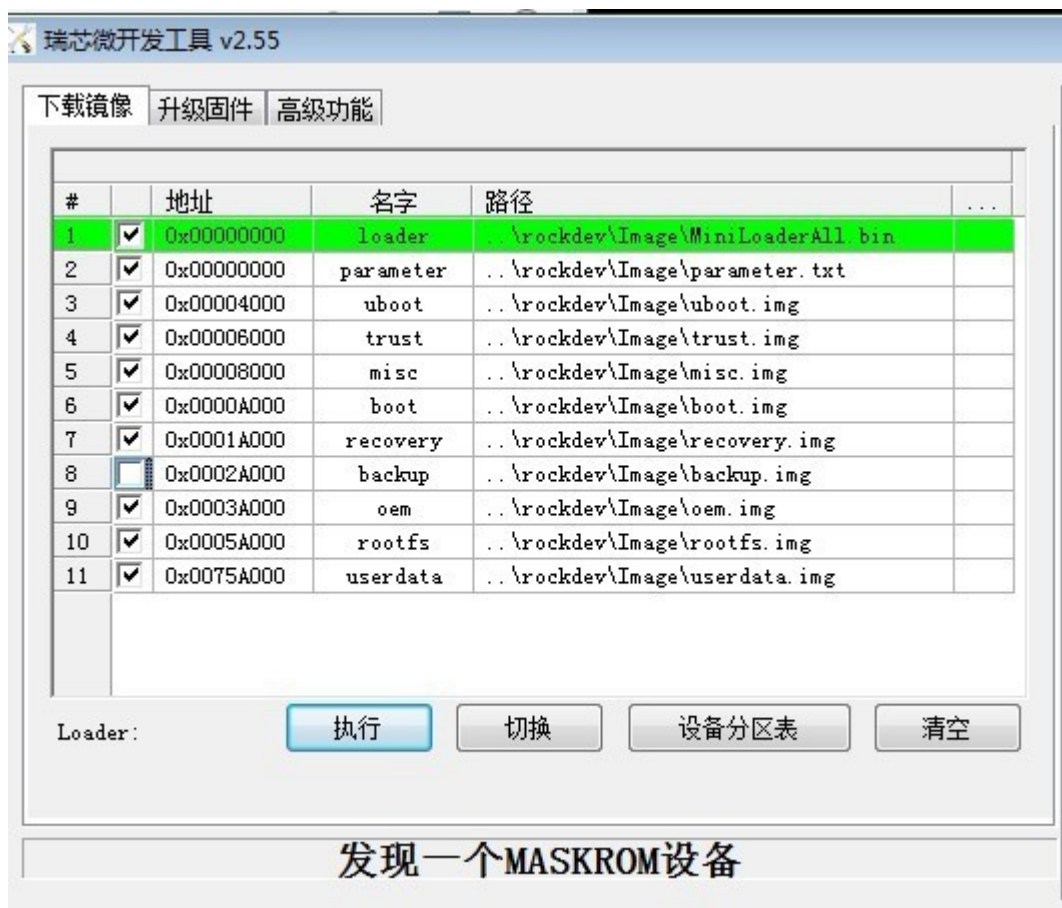 瑞芯微开发工具 v2.55
下载镜像 升级固件 高级功能
# 地址 名字 路径 ...
1 0x00000000 loader ..\rockdev\Image\MiniLoaderAll.bin
2 0x00000000 parameter ..\rockdev\Image\parameter.txt
3 0x00004000 uboot ..\rockdev\Image\uboot.img
4 0x00006000 trust ..\rockdev\Image\trust.img
5 0x00008000 misc ..\rockdev\Image\misc.img
6 0x0000A000 boot ..\rockdev\Image\boot.img
7 0x0001A000 recovery ..\rockdev\Image\recovery.img
8 0x0002A000 backup ..\rockdev\Image\backup.img
9 0x0003A000 oem ..\rockdev\Image\oem.img
10 0x0005A000 rootfs ..\rockdev\Image\rootfs.img
11 0x0075A000 userdata ..\rockdev\Image\userdata.img
Loader: 执行 切换 设备分区表 清空
发现一个MASKROM设备